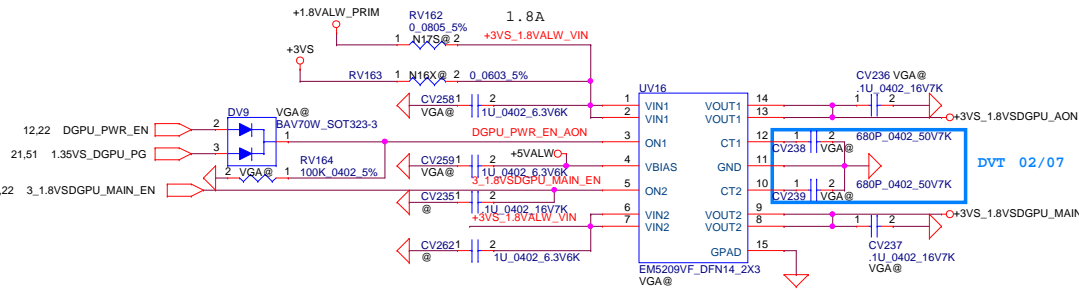 +1.8VALW_PRIM
RV162
0_0805_5%
1.8A
1 N17S@ 2
+3VS_1.8VALW_VIN
+3VS
RV163 1 N16X@ 2 0_0603_5%
CV258 1 2
VGA@ 1U_0402_6.3V6K
DV9 VGA@
BAV70W_SOT323-3
12,22 DGPU_PWR_EN 2
1
21,51 1.35VS_DGPU_PG 3
RV164
2 VGA@ 1 100K_0402_5%
,22 3_1.8VSDGPU_MAIN_EN
DGPU_PWR_EN_AON
+5VALW
CV259 1 2
VGA@ 1U_0402_6.3V6K
3_1.8VSDGPU_MAIN_EN
CV235 1 2
@ .1U_0402_16V7K
+3VS_1.8VALW_VIN
CV262 1 2
@ 1U_0402_6.3V6K
UV16
1 VIN1 VOUT1 14
2 VIN1 VOUT1 13
3 ON1 CT1 12
4 VBIAS GND 11
5 ON2 CT2 10
6 VIN2 VOUT2 9
7 VIN2 VOUT2 8
GPAD 15
EM5209VF_DFN14_2X3
VGA@
CV236 VGA@
.1U_0402_16V7K
1 2
+3VS_1.8VSDGPU_AON
1 2 680P_0402_50V7K
CV238 VGA@
DVT 02/07
1 2 680P_0402_50V7K
CV239 VGA@
+3VS_1.8VSDGPU_MAIN
1 2
CV237
.1U_0402_16V7K
VGA@